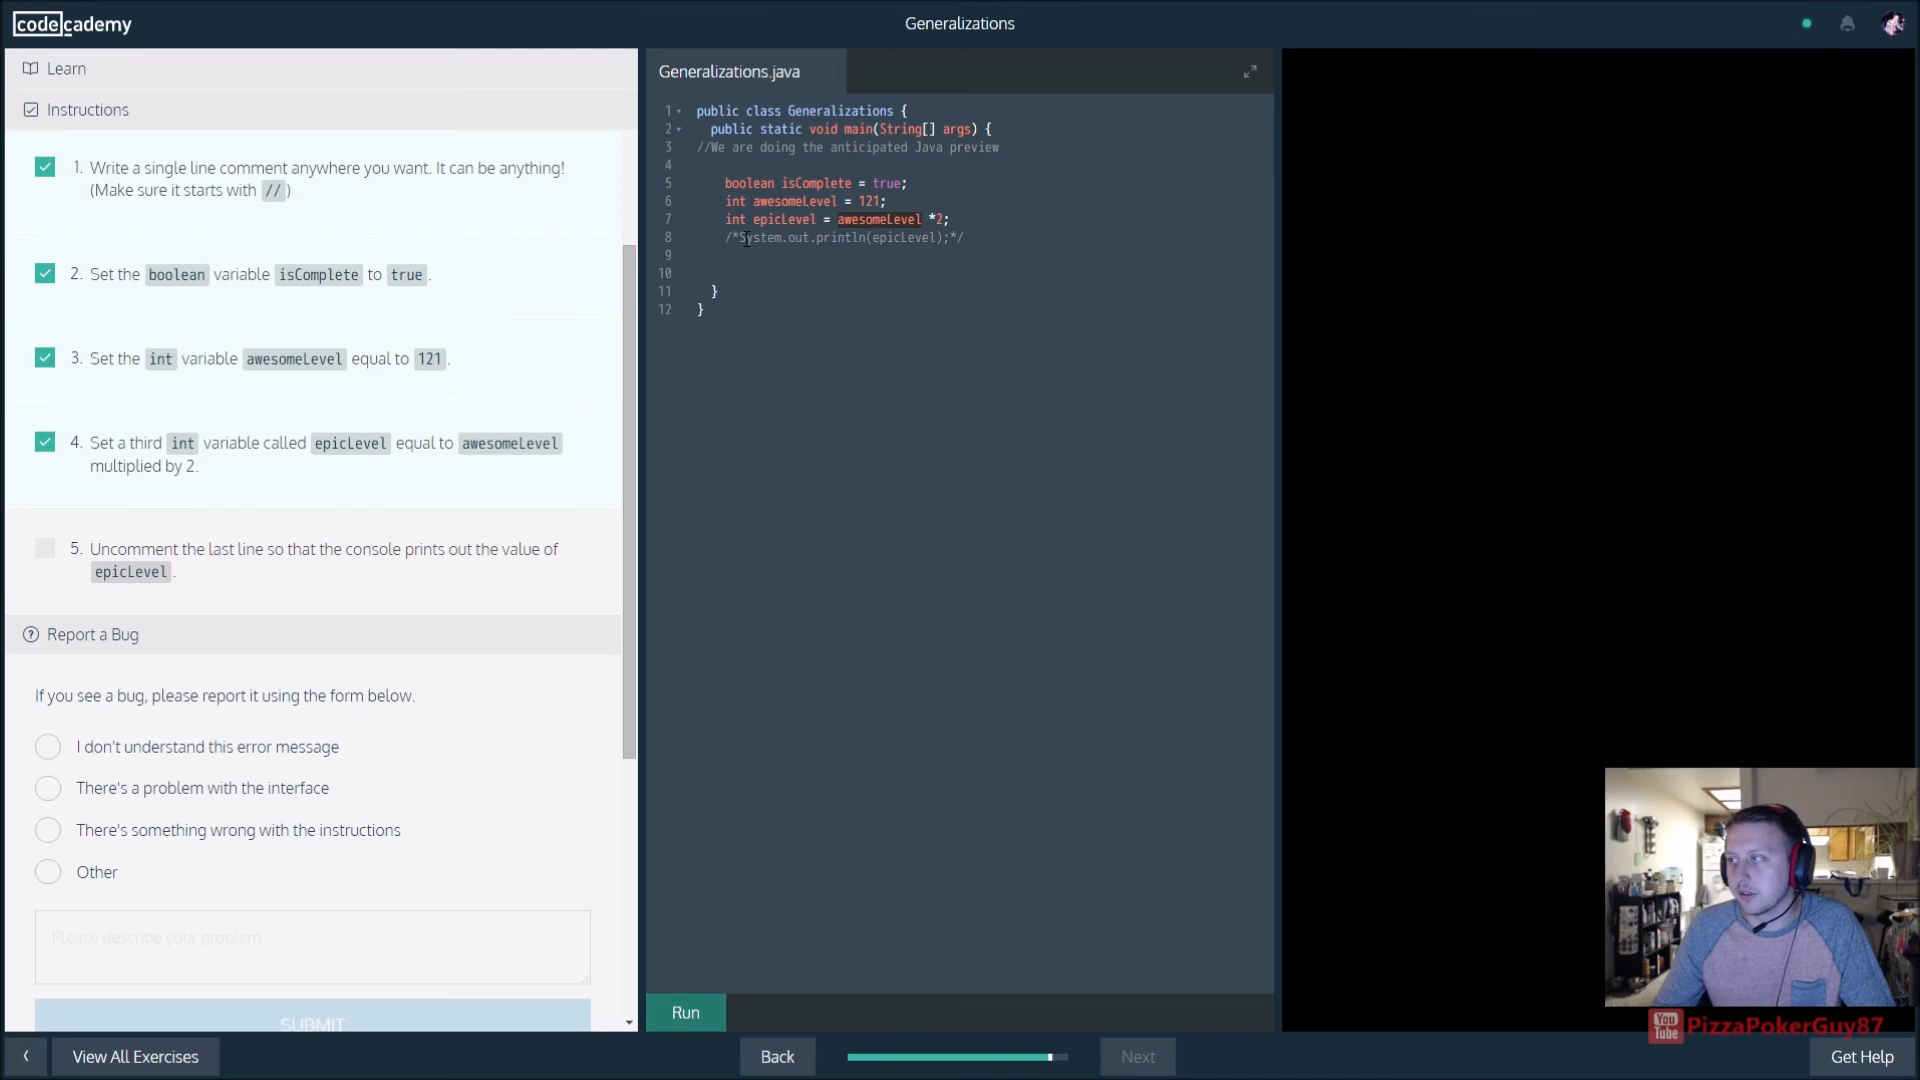 codecademy
Generalizations
Learn
Instructions
1. Write a single line comment anywhere you want. It can be anything!
(Make sure it starts with // )
2. Set the boolean variable isComplete to true .
3. Set the int variable awesomeLevel equal to 121 .
4. Set a third int variable called epicLevel equal to awesomeLevel
multiplied by 2.
5. Uncomment the last line so that the console prints out the value of
epicLevel .
Report a Bug
If you see a bug, please report it using the form below.
I don't understand this error message
There's a problem with the interface
There's something wrong with the instructions
Other
Please describe your problem.
SUBMIT
View All Exercises
Generalizations.java
1 public class Generalizations {
2 public static void main(String[] args) {
3 //We are doing the anticipated Java preview
4
5 boolean isComplete = true;
6 int awesomeLevel = 121;
7 int epicLevel = awesomeLevel *2;
8 /*System.out.println(epicLevel);*/
9
10
11 }
12 }
Run
Back
Next
You Tube PizzaPokerGuy87
Get Help